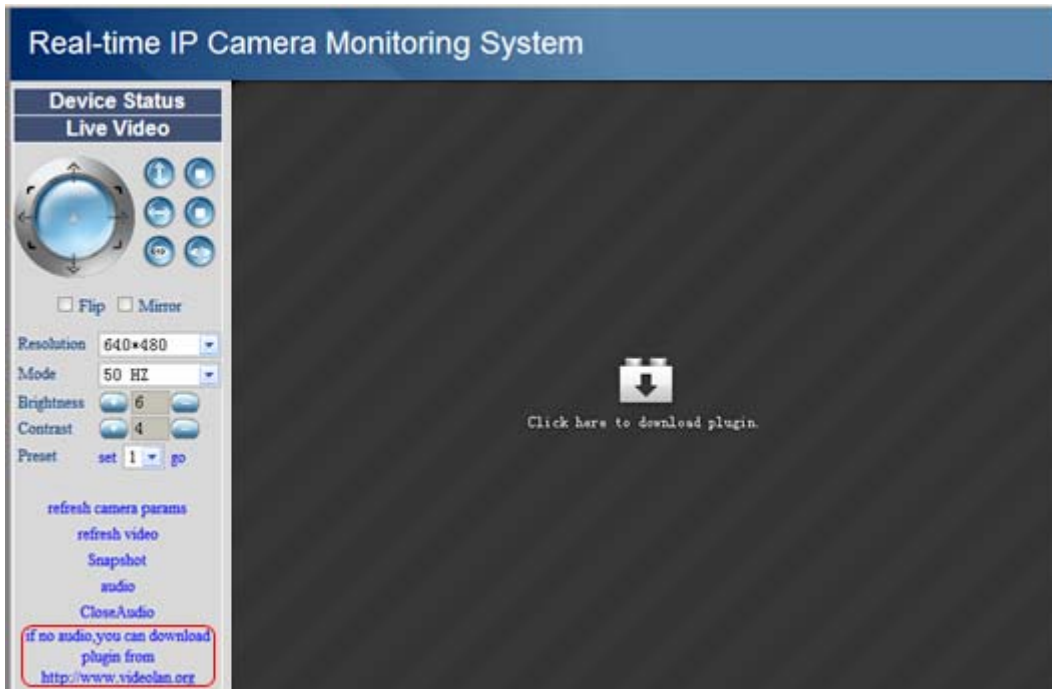 Real-time IP Camera Monitoring System
Device Status
Live Video
Flip Mirror
Resolution 640*480
Mode 50 HZ
Brightness + 6 -
Contrast + 4 -
Preset set 1 go
refresh camera params
refresh video
Snapshot
audio
CloseAudio
if no audio,you can download
plugin from
http://www.videolan.org
Click here to download plugin.